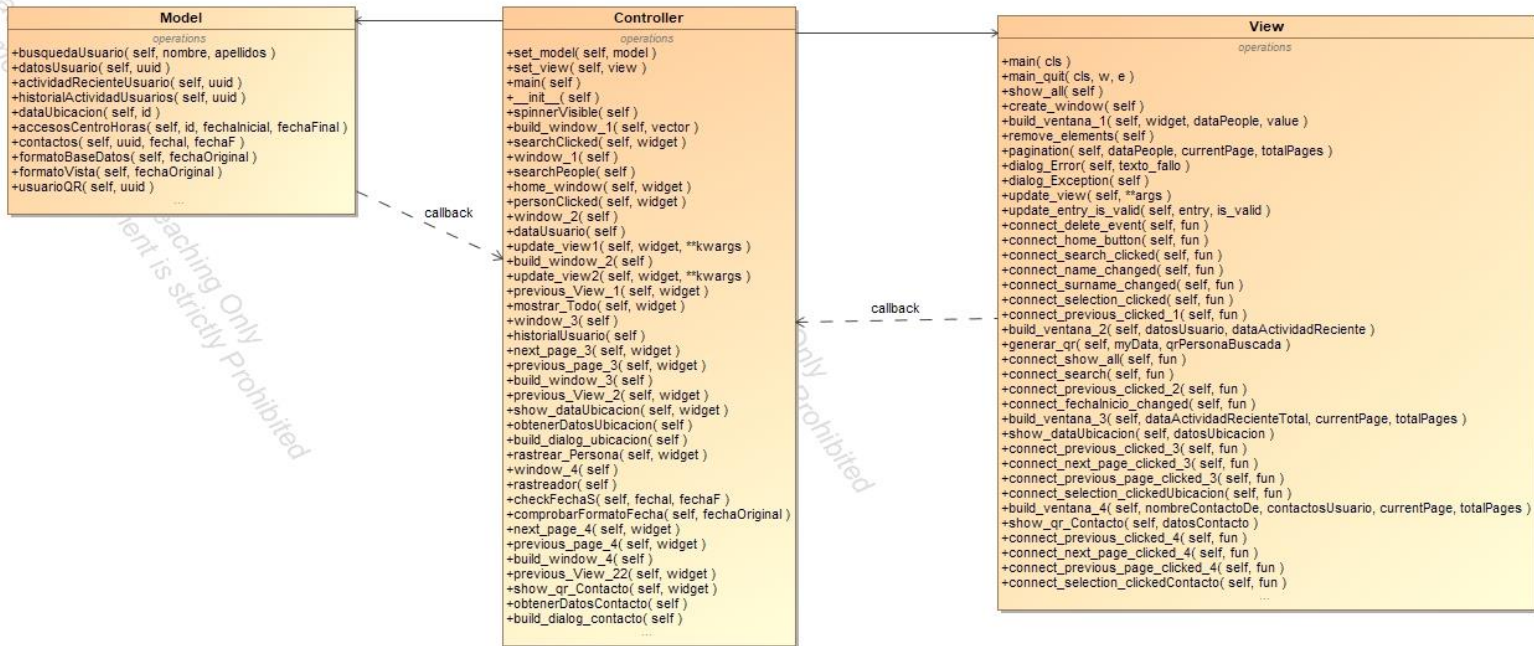 Model
operations
+busquedaUsuario( self, nombre, apellidos )
+datosUsuario( self, uuid )
+actividadRecienteUsuario( self, uuid )
+historialActividadUsuarios( self, uuid )
+dataUbicacion( self, id )
+accesosCentroHoras( self, id, fechaInicial, fechaFinal )
+contactos( self, uuid, fechaI, fechaF )
+formatoBaseDatos( self, fechaOriginal )
+formatoVista( self, fechaOriginal )
+usuarioQR( self, uuid )
...
callback
Controller
operations
+set_model( self, model )
+set_view( self, view )
+main( self )
+__init__( self )
+spinnerVisible( self )
+build_window_1( self, vector )
+searchClicked( self, widget )
+window_1( self )
+searchPeople( self )
+home_window( self, widget )
+personClicked( self, widget )
+window_2( self )
+dataUsuario( self )
+update_view1( self, widget, **kwargs )
+build_window_2( self )
+update_view2( self, widget, **kwargs )
+previous_View_1( self, widget )
+mostrar_Todo( self, widget )
+window_3( self )
+historialUsuario( self )
+next_page_3( self, widget )
+previous_page_3( self, widget )
+build_window_3( self )
+previous_View_2( self, widget )
+show_dataUbicacion( self, widget )
+obtenerDatosUbicacion( self )
+build_dialog_ubicacion( self )
+rastrear_Persona( self, widget )
+window_4( self )
+rastreador( self )
+checkFechaS( self, fechaI, fechaF )
+comprobarFormatoFecha( self, fechaOriginal )
+next_page_4( self, widget )
+previous_page_4( self, widget )
+build_window_4( self )
+previous_View_22( self, widget )
+show_qr_Contacto( self, widget )
+obtenerDatosContacto( self )
+build_dialog_contacto( self )
...
callback
View
operations
+main( cls )
+main_quit( cls, w, e )
+show_all( self )
+create_window( self )
+build_ventana_1( self, widget, dataPeople, value )
+remove_elements( self )
+pagination( self, dataPeople, currentPage, totalPages )
+dialog_Error( self, texto_fallo )
+dialog_Exception( self )
+update_view( self, **args )
+update_entry_is_valid( self, entry, is_valid )
+connect_delete_event( self, fun )
+connect_home_button( self, fun )
+connect_search_clicked( self, fun )
+connect_name_changed( self, fun )
+connect_surname_changed( self, fun )
+connect_selection_clicked( self, fun )
+connect_previous_clicked_1( self, fun )
+build_ventana_2( self, datosUsuario, dataActividadReciente )
+generar_qr( self, myData, qrPersonaBuscada )
+connect_show_all( self, fun )
+connect_search( self, fun )
+connect_previous_clicked_2( self, fun )
+connect_fechaInicio_changed( self, fun )
+build_ventana_3( self, dataActividadRecienteTotal, currentPage, totalPages )
+show_dataUbicacion( self, datosUbicacion )
+connect_previous_clicked_3( self, fun )
+connect_next_page_clicked_3( self, fun )
+connect_previous_page_clicked_3( self, fun )
+connect_selection_clickedUbicacion( self, fun )
+build_ventana_4( self, nombreContactoDe, contactosUsuario, currentPage, totalPages )
+show_qr_Contacto( self, datosContacto )
+connect_previous_clicked_4( self, fun )
+connect_next_page_clicked_4( self, fun )
+connect_previous_page_clicked_4( self, fun )
+connect_selection_clickedContacto( self, fun )
...
eaching Only
ent is strictly Prohibited
Only
Prohibited